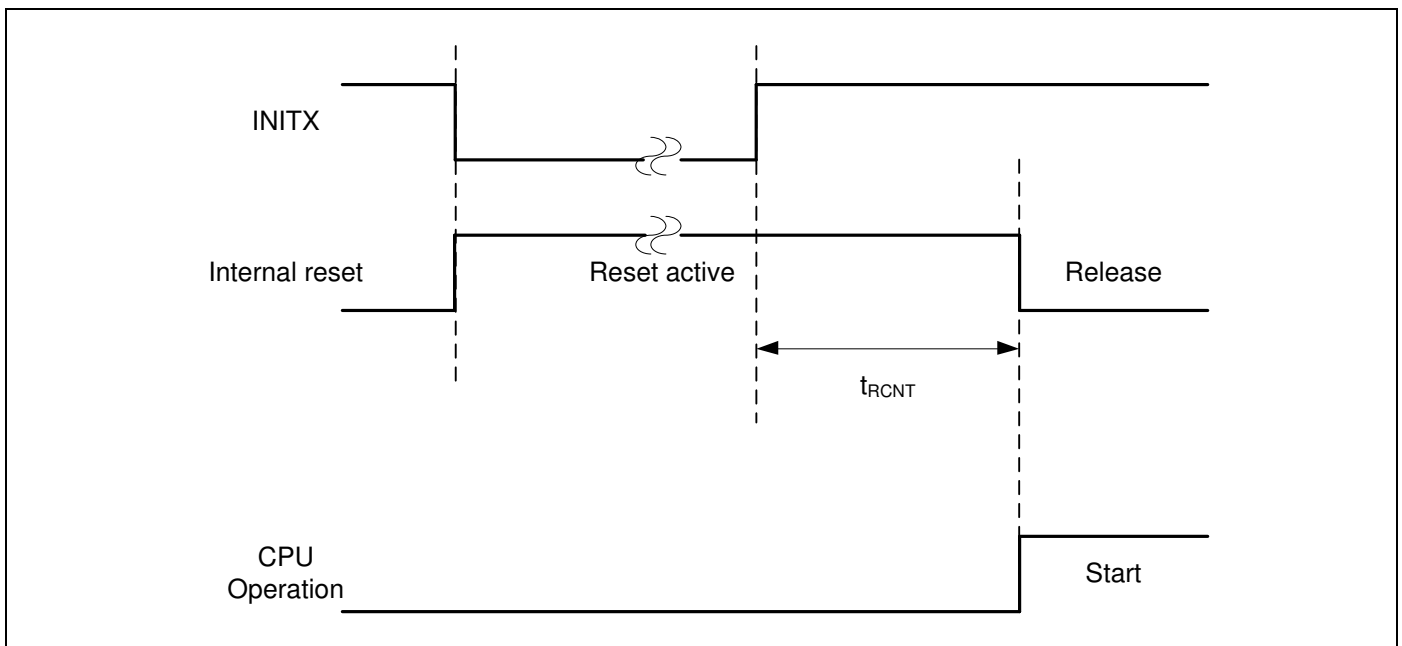 INITX
Internal reset
Reset active
Release
tRCNT
CPU
Operation
Start